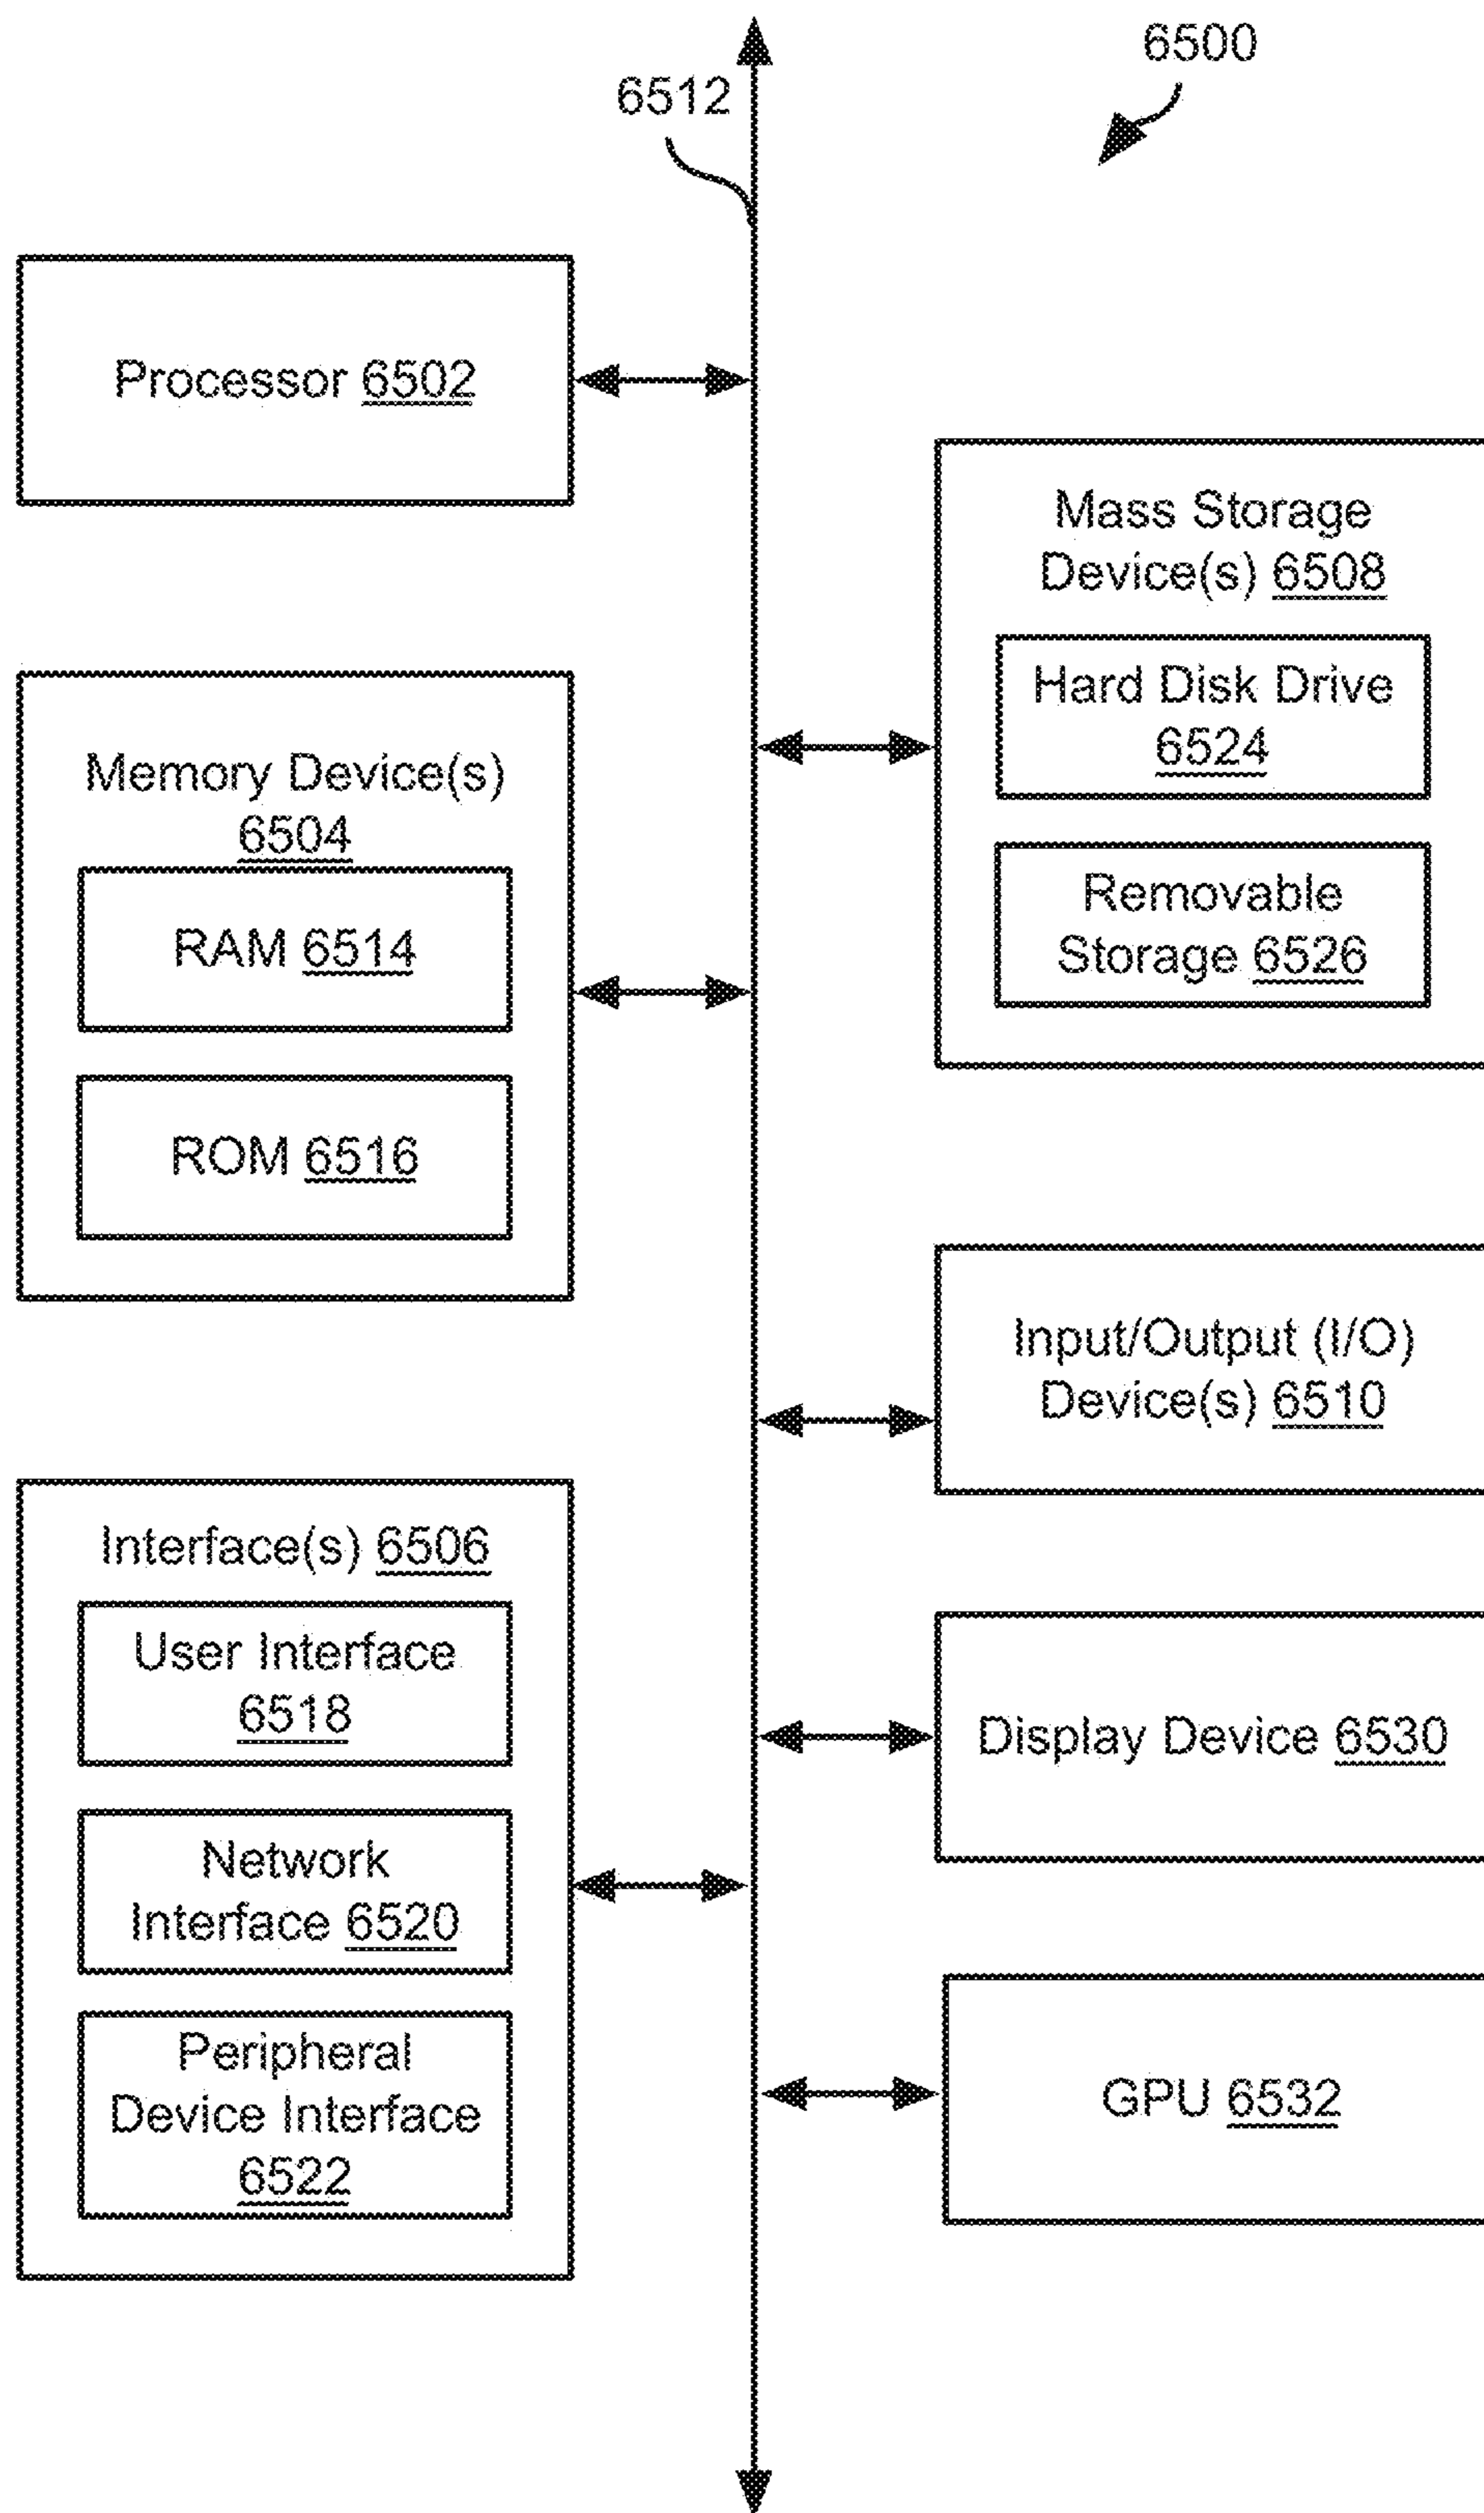 6500
6512
Processor 6502
Mass Storage
Device(s) 6508
Hard Disk Drive
6524
Removable
Storage 6526
Memory Device(s)
6504
RAM 6514
ROM 6516
Input/Output (I/O)
Device(s) 6510
Interface(s) 6506
User Interface
6518
Network
Interface 6520
Peripheral
Device Interface
6522
Display Device 6530
GPU 6532